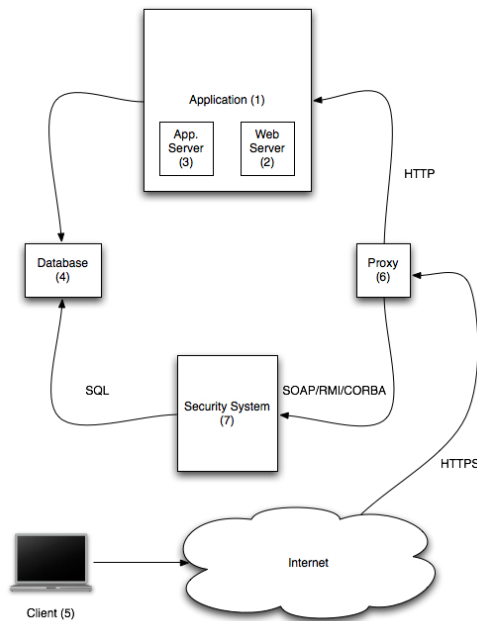 Application (1)
App.
Server
(3)
Web
Server
(2)
HTTP
Database
(4)
Proxy
(6)
SQL
SOAP/RMI/CORBA
Security System
(7)
HTTPS
Internet
Client (5)